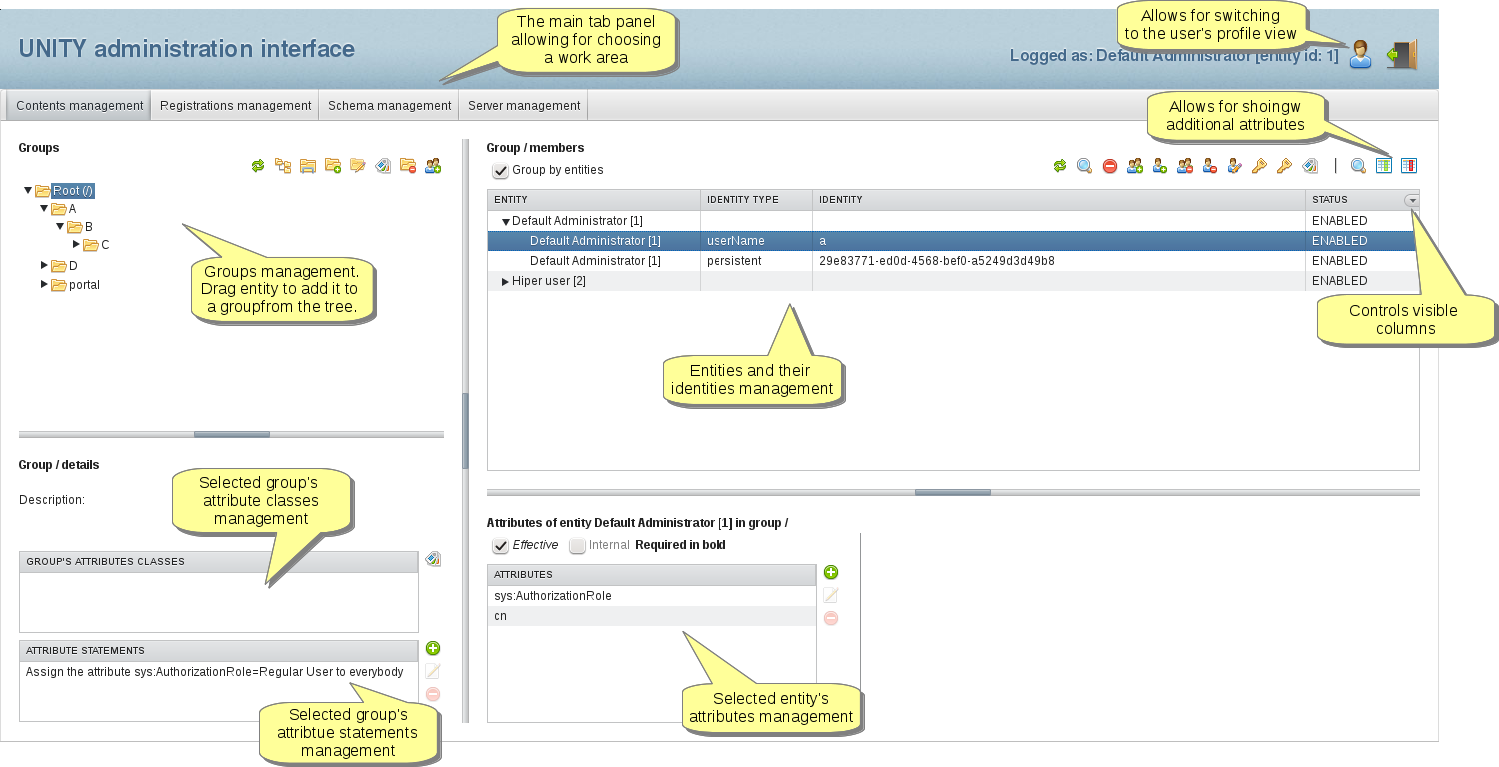 The main tab panel
allowing for choosing
a work area
Allows for switching
to the user's profile view
UNITY administration interface
Logged as: Default Administrator [entity id: 1]
Contents management
Registrations management
Schema management
Server management
Allows for shoingw
additional attributes
Groups
Root (/)
A
B
C
D
portal
Groups management.
Drag entity to add it to
a groupfrom the tree.
Group / members
Group by entities
ENTITY IDENTITY TYPE IDENTITY STATUS
Default Administrator [1] ENABLED
Default Administrator [1] userName a ENABLED
Default Administrator [1] persistent 29e83771-ed0d-4568-bef0-a5249d3d49b8 ENABLED
Hiper user [2] ENABLED
Controls visible
columns
Entities and their
identities management
Group / details
Description:
Selected group's
attribute classes
management
GROUP'S ATTRIBUTES CLASSES
ATTRIBUTE STATEMENTS
Assign the attribute sys:AuthorizationRole=Regular User to everybody
Selected group's
attribtue statements
management
Attributes of entity Default Administrator [1] in group /
Effective Internal Required in bold
ATTRIBUTES
sys:AuthorizationRole
cn
Selected entity's
attributes management